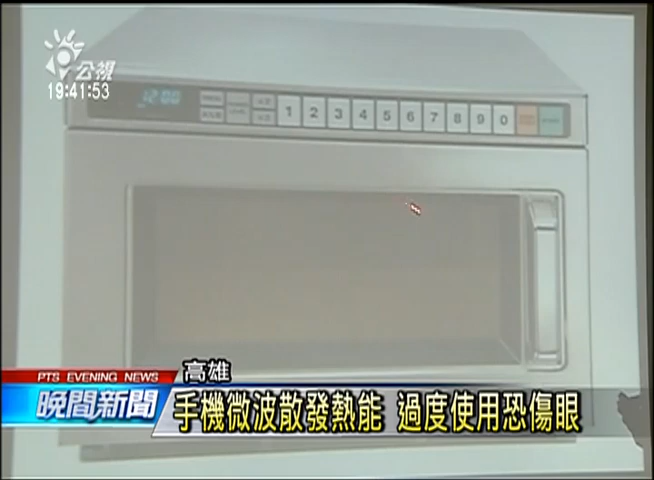 公視
19:41:53
12:00
1 2 3 4 5 6 7 8 9 0
高雄
PTS EVENING NEWS
晚間新聞
手機微波散發熱能 過度使用恐傷眼